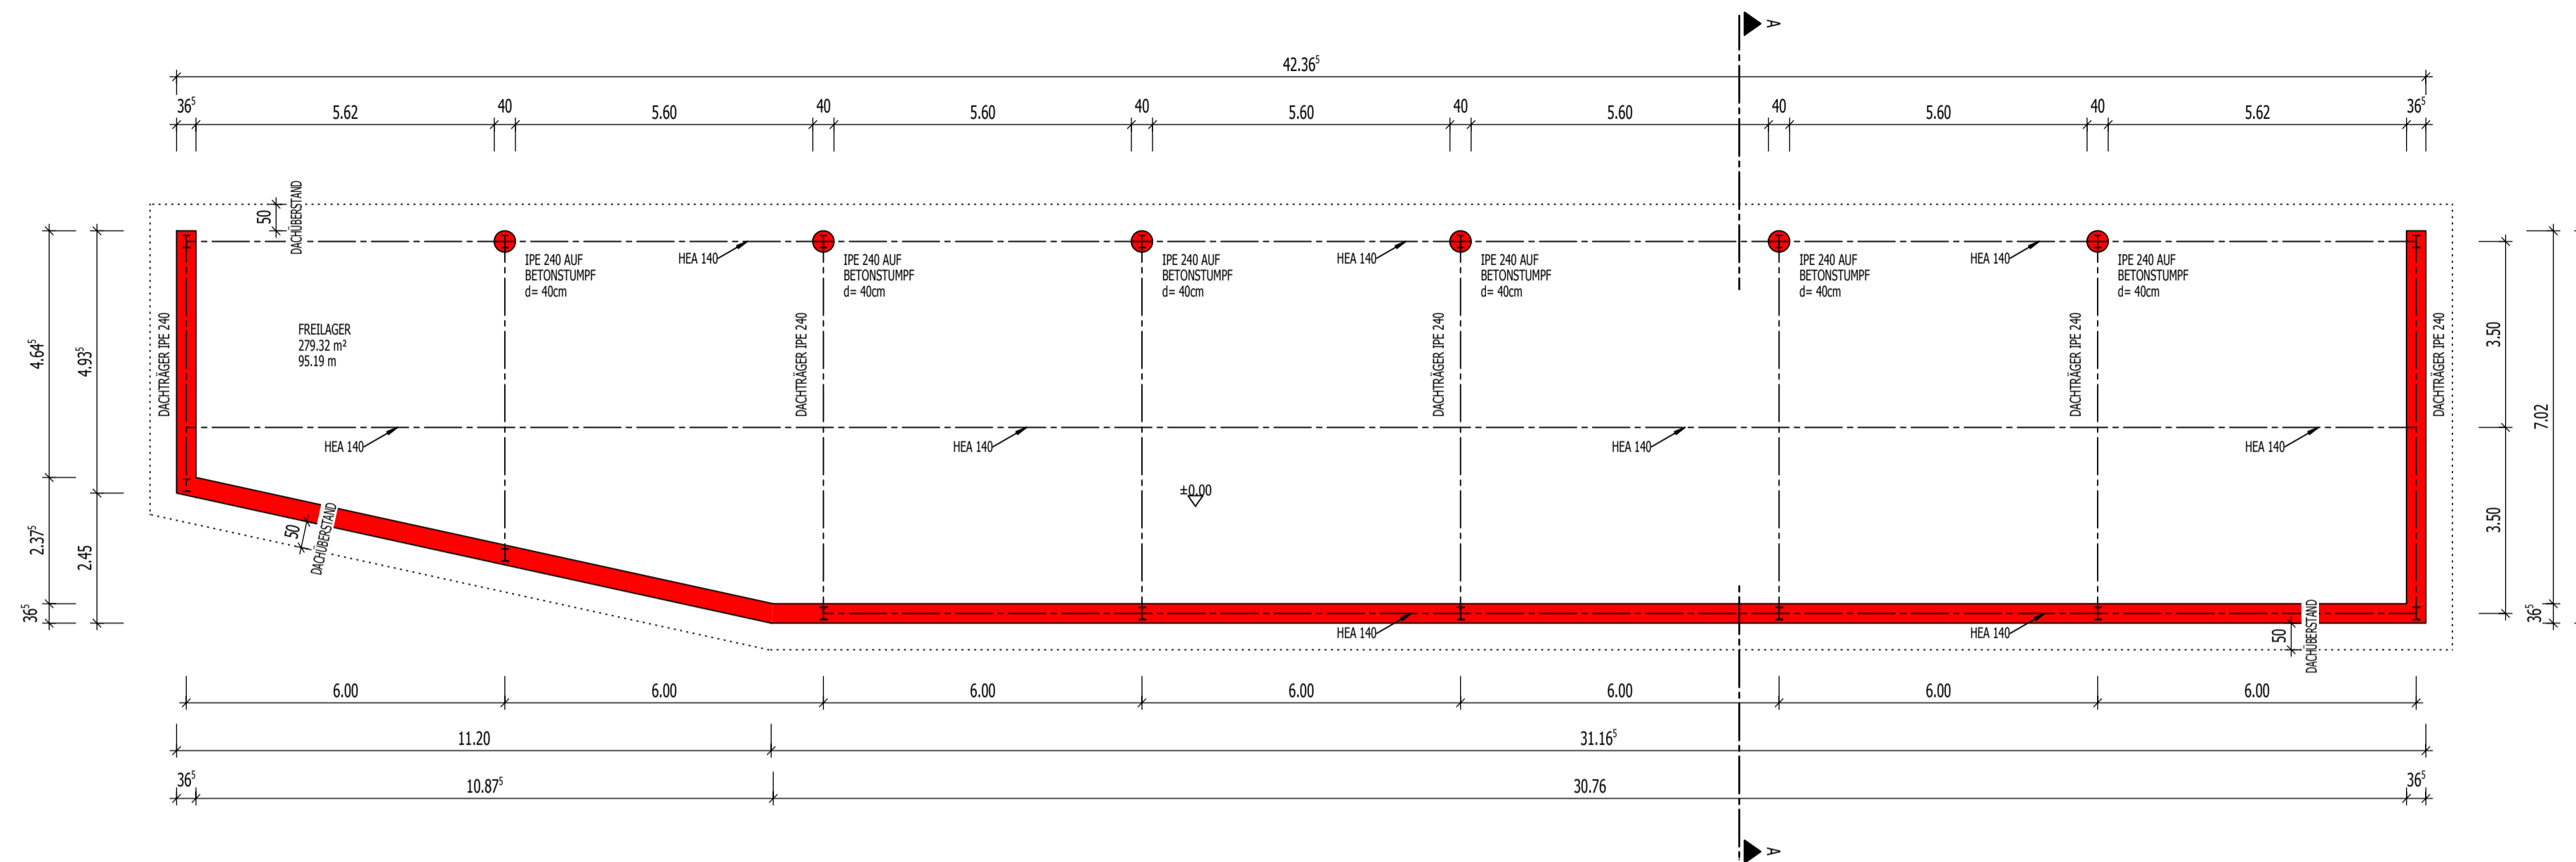 A
42.36⁵
36⁵ 5.62 40 5.60 40 5.60 40 5.60 40 5.60 40 5.60 40 5.62 36⁵
50
DACHÜBERSTAND
HEA 140 HEA 140 HEA 140
IPE 240 AUF
BETONSTUMPF
d= 40cm
IPE 240 AUF
BETONSTUMPF
d= 40cm
IPE 240 AUF
BETONSTUMPF
d= 40cm
IPE 240 AUF
BETONSTUMPF
d= 40cm
IPE 240 AUF
BETONSTUMPF
d= 40cm
IPE 240 AUF
BETONSTUMPF
d= 40cm
4.64⁵
4.93⁵
DACHTRÄGER IPE 240
FREILAGER
279.32 m²
95.19 m
DACHTRÄGER IPE 240
DACHTRÄGER IPE 240
DACHTRÄGER IPE 240
DACHTRÄGER IPE 240
3.50
7.02
HEA 140 HEA 140 HEA 140 HEA 140
±0.00
2.37⁵
2.45
50
DACHÜBERSTAND
3.50
36⁵
HEA 140 HEA 140
50
DACHÜBERSTAND
36⁵
6.00 6.00 6.00 6.00 6.00 6.00 6.00
11.20 31.16⁵
36⁵ 10.87⁵ 30.76 36⁵
A